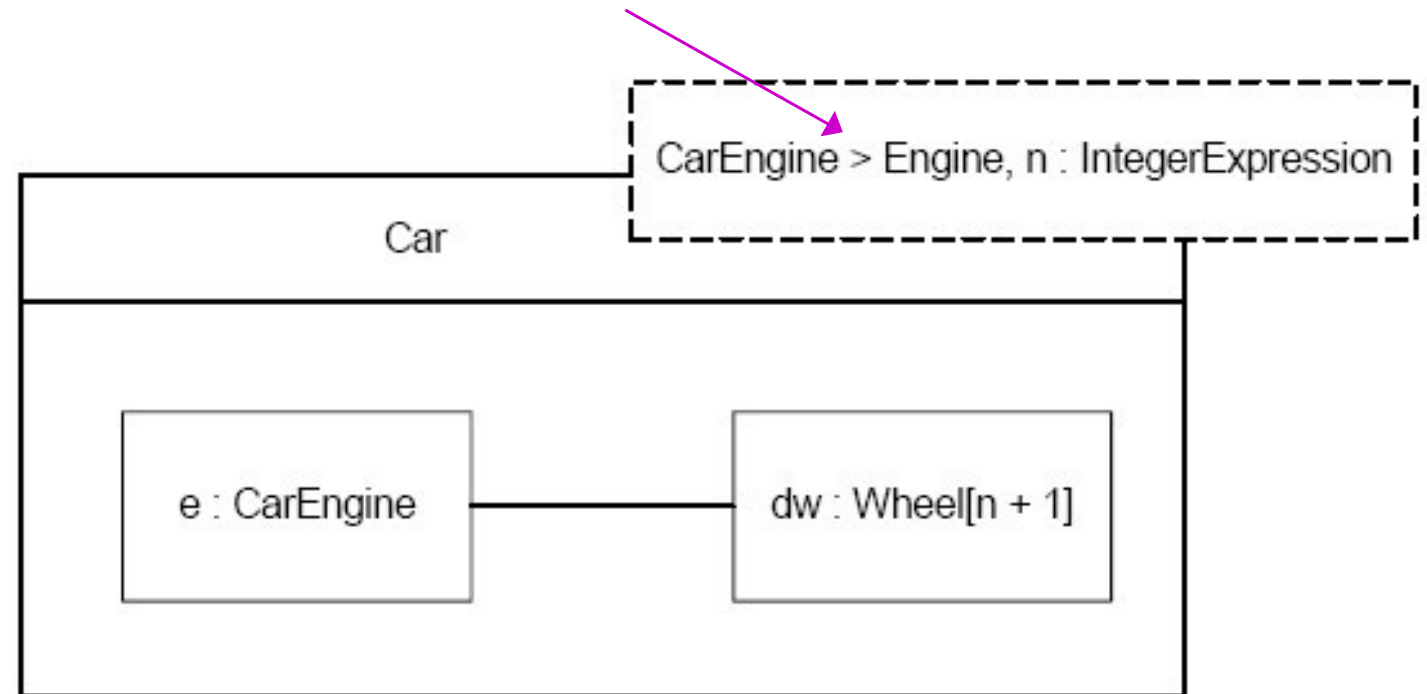 CarEngine > Engine, n : IntegerExpression
Car
e : CarEngine
dw : Wheel[n + 1]